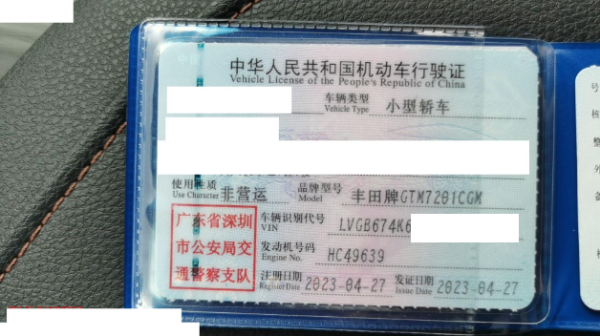 中华人民共和国机动车行驶证
Vehicle License of the People's Republic of China
车辆类型 小型轿车
Vehicle Type
使用性质 非营运 品牌型号 丰田牌GTM7201CGM
Use Character Model
广东省深圳
市公安局交
通警察支队
车辆识别代号 LVGB674K6
VIN
发动机号码 HC49639
Engine No.
注册日期 2023-04-27 发证日期 2023-04-27
Register Date Issue Date
号